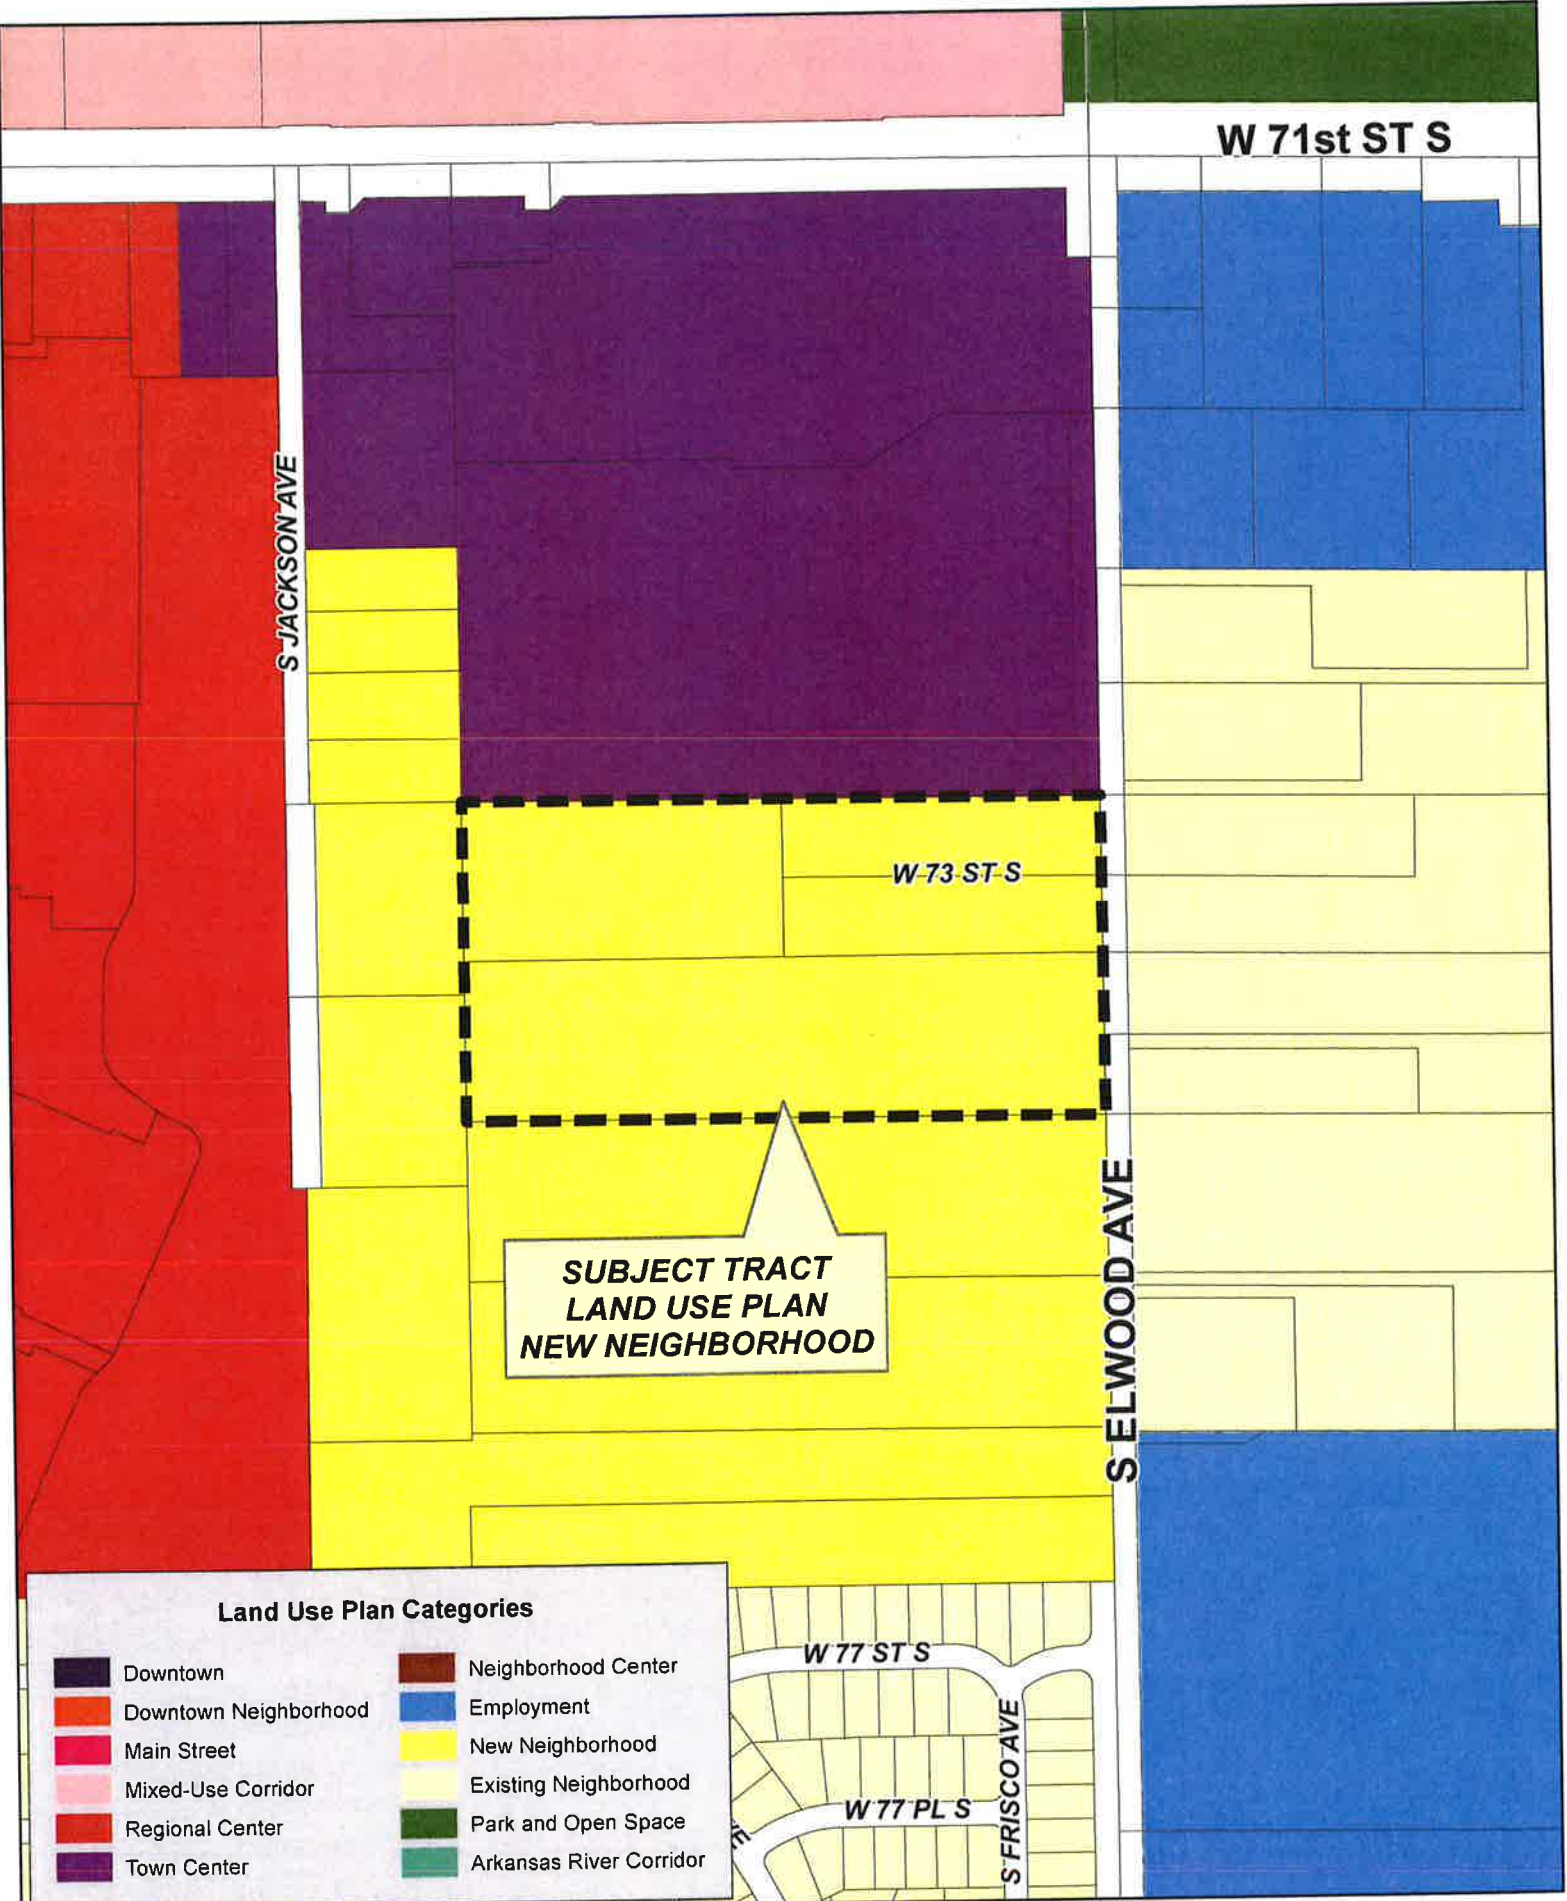 W 71st ST S
S JACKSON AVE
W 73 ST S
S ELWOOD AVE
SUBJECT TRACT
LAND USE PLAN
NEW NEIGHBORHOOD
Land Use Plan Categories
Downtown
Downtown Neighborhood
Main Street
Mixed-Use Corridor
Regional Center
Town Center
Neighborhood Center
Employment
New Neighborhood
Existing Neighborhood
Park and Open Space
Arkansas River Corridor
W 77 ST S
S FRISCO AVE
W 77 PL S